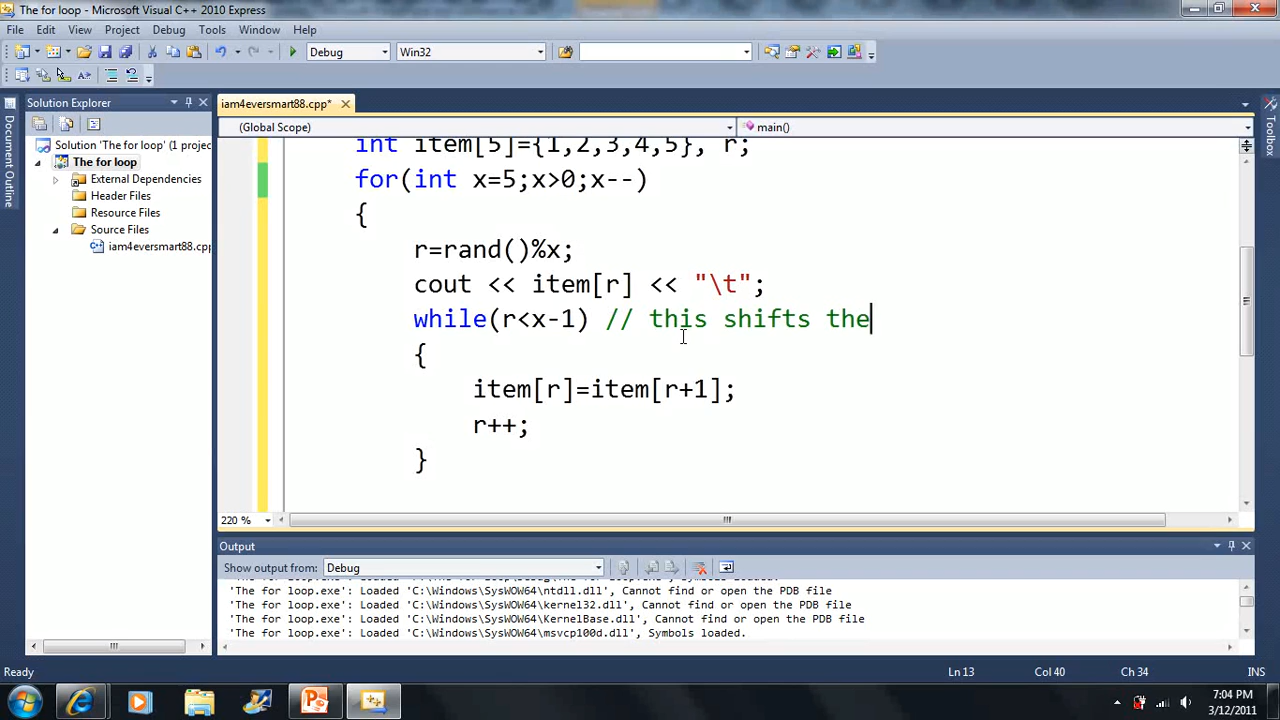 The for loop - Microsoft Visual C++ 2010 Express
File Edit View Project Debug Tools Window Help
Debug Win32
Solution Explorer
iam4eversmart88.cpp*
(Global Scope) main()
Document Outline
Toolbox
Solution 'The for loop' (1 projec
The for loop
External Dependencies
Header Files
Resource Files
Source Files
iam4eversmart88.cpp
int item[5]={1,2,3,4,5}, r;
for(int x=5;x>0;x--)
{
r=rand()%x;
cout << item[r] << "\t";
while(r<x-1) // this shifts the
{
item[r]=item[r+1];
r++;
}
220 %
Output
Show output from: Debug
'The for loop.exe': Loaded 'C:\Windows\SysWOW64\ntdll.dll', Cannot find or open the PDB file
'The for loop.exe': Loaded 'C:\Windows\SysWOW64\kernel32.dll', Cannot find or open the PDB file
'The for loop.exe': Loaded 'C:\Windows\SysWOW64\KernelBase.dll', Cannot find or open the PDB file
'The for loop.exe': Loaded 'C:\Windows\SysWOW64\msvcp100d.dll', Symbols loaded.
Ready Ln 13 Col 40 Ch 34 INS
7:04 PM
3/12/2011